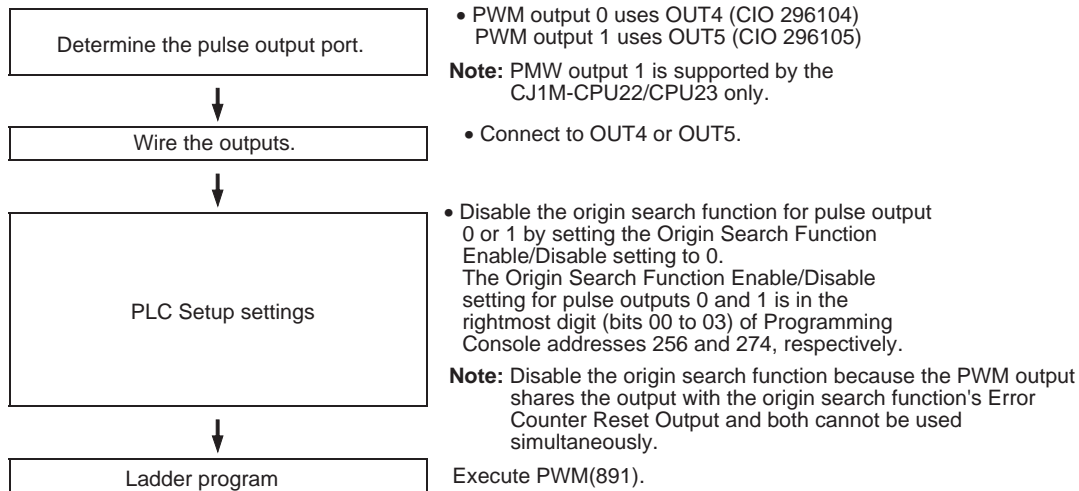 Determine the pulse output port.
• PWM output 0 uses OUT4 (CIO 296104)
PWM output 1 uses OUT5 (CIO 296105)
Note: PMW output 1 is supported by the
CJ1M-CPU22/CPU23 only.
Wire the outputs.
• Connect to OUT4 or OUT5.
PLC Setup settings
• Disable the origin search function for pulse output
0 or 1 by setting the Origin Search Function
Enable/Disable setting to 0.
The Origin Search Function Enable/Disable
setting for pulse outputs 0 and 1 is in the
rightmost digit (bits 00 to 03) of Programming
Console addresses 256 and 274, respectively.
Note: Disable the origin search function because the PWM output
shares the output with the origin search function's Error
Counter Reset Output and both cannot be used
simultaneously.
Ladder program
Execute PWM(891).